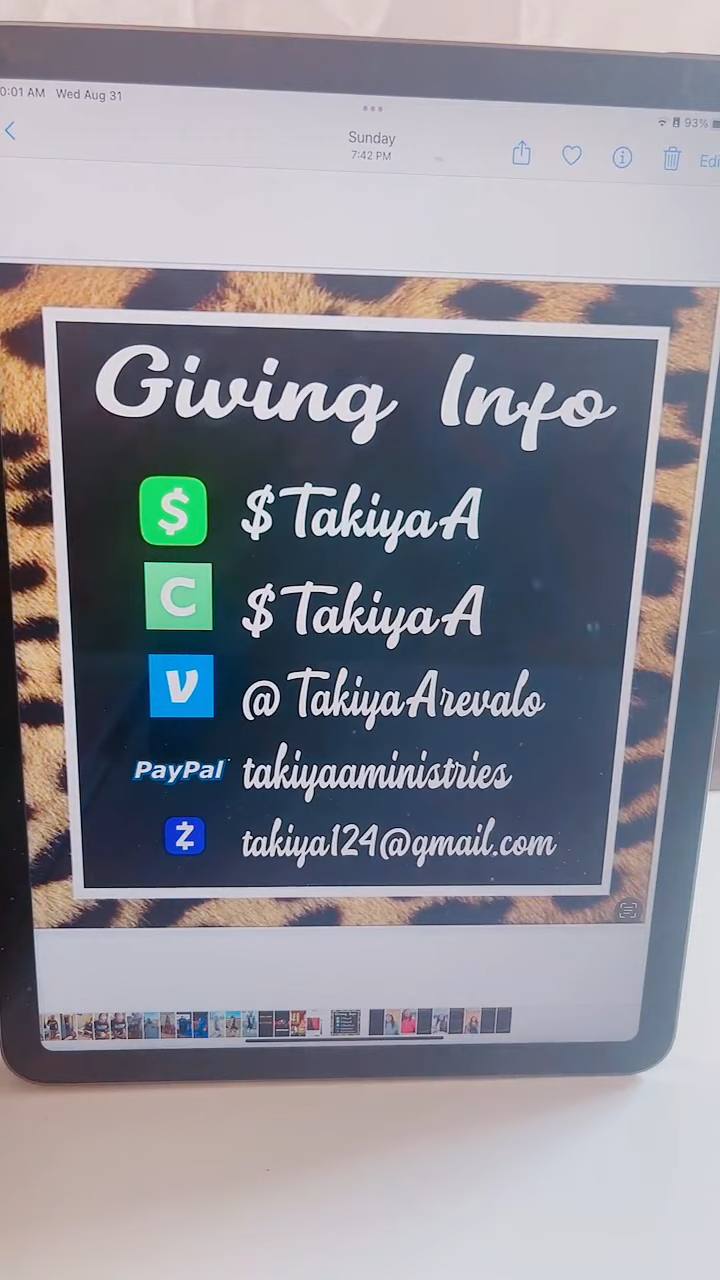 0:01 AM Wed Aug 31
93%
Sunday
7:42 PM
Giving Info
$ $TakiyaA
C $TakiyaA
V @TakiyaArevalo
PayPal takiyaaministries
Z takiya124@gmail.com